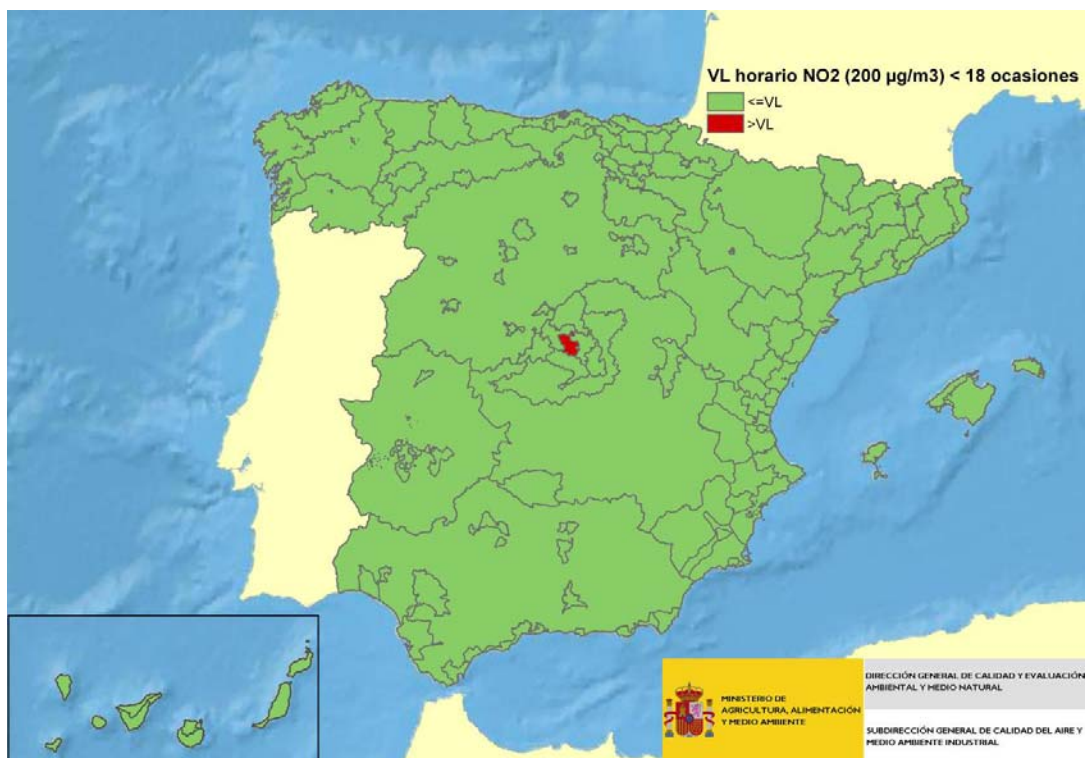 VL horario NO2 (200 µg/m3) < 18 ocasiones
<=VL
>VL
MINISTERIO DE
AGRICULTURA, ALIMENTACIÓN
Y MEDIO AMBIENTE
DIRECCIÓN GENERAL DE CALIDAD Y EVALUACIÓN
AMBIENTAL Y MEDIO NATURAL
SUBDIRECCIÓN GENERAL DE CALIDAD DEL AIRE Y
MEDIO AMBIENTE INDUSTRIAL